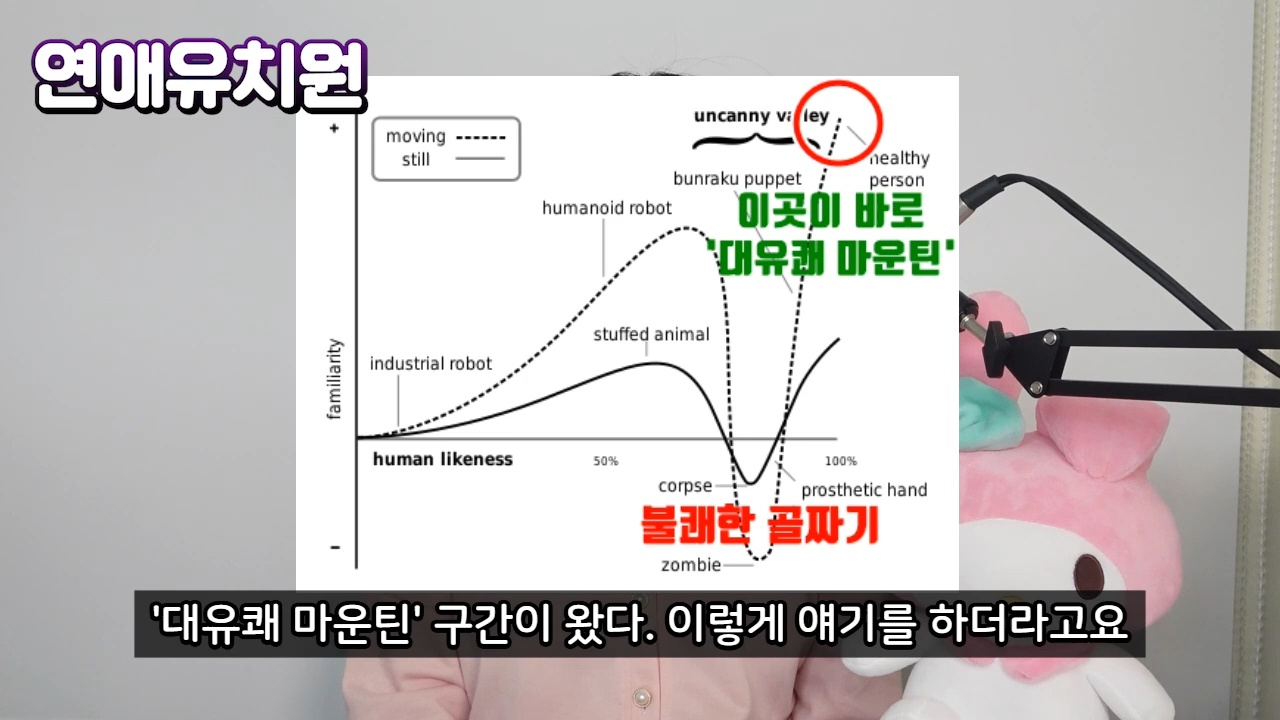 연애유치원
+
moving
still
uncanny valley
healthy
person
bunraku puppet
humanoid robot
이곳이 바로
'대유쾌 마운틴'
stuffed animal
industrial robot
familiarity
human likeness
50%
100%
corpse
prosthetic hand
불쾌한 골짜기
-
zombie
'대유쾌 마운틴' 구간이 왔다. 이렇게 얘기를 하더라고요